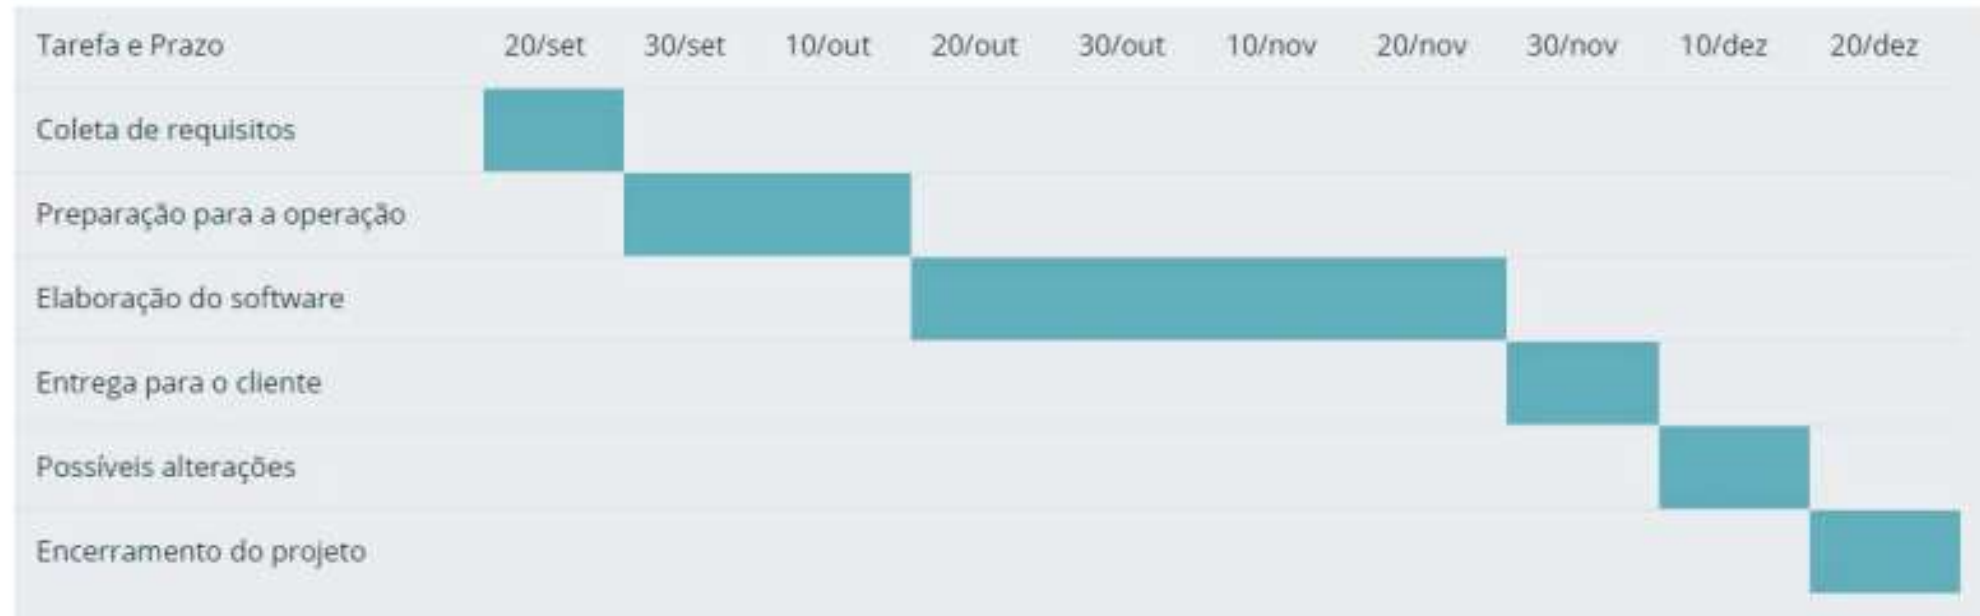 Tarefa e Prazo 20/set 30/set 10/out 20/out 30/out 10/nov 20/nov 30/nov 10/dez 20/dez
Coleta de requisitos
Preparação para a operação
Elaboração do software
Entrega para o cliente
Possíveis alterações
Encerramento do projeto